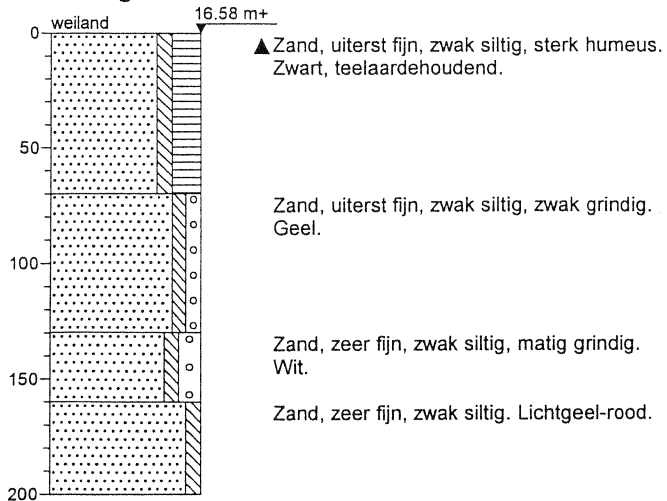 16.58 m+
weiland
0
▲Zand, uiterst fijn, zwak siltig, sterk humeus.
Zwart, teelaardehoudend.
50
Zand, uiterst fijn, zwak siltig, zwak grindig.
Geel.
100
Zand, zeer fijn, zwak siltig, matig grindig.
Wit.
150
Zand, zeer fijn, zwak siltig. Lichtgeel-rood.
200